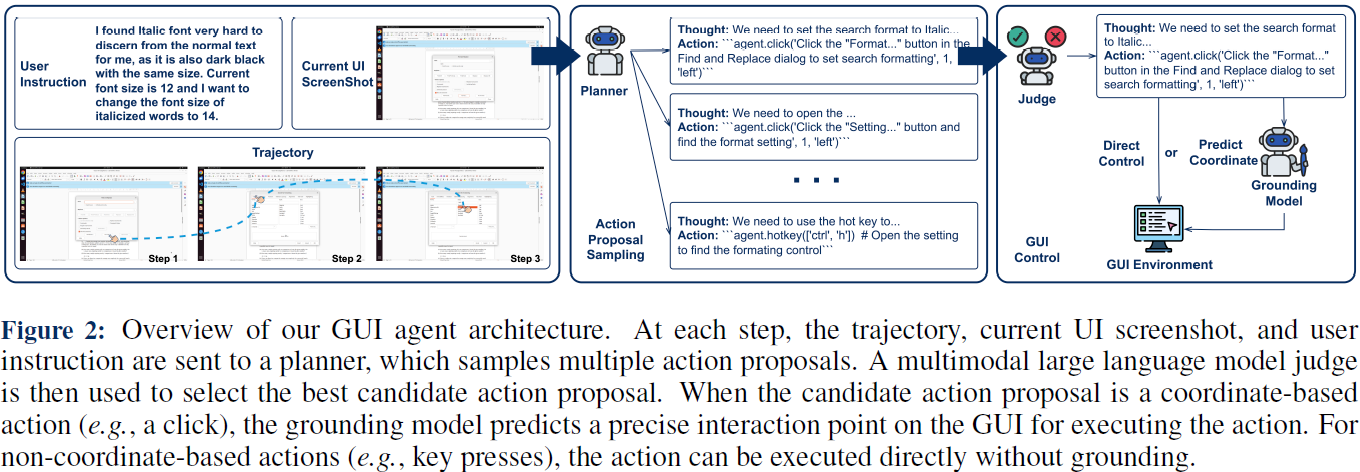 User
Instruction
I found Italic font very hard to
discern from the normal text
for me, as it is also dark black
with the same size. Current
font size is 12 and I want to
change the font size of
italicized words to 14.
Current UI
ScreenShot
Trajectory
Step 1
Step 2
Step 3
Planner
Action
Proposal
Sampling
Thought: We need to set the search format to Italic...
Action: ```agent.click('Click the "Format..." button in the
Find and Replace dialog to set search formatting', 1,
'left')```
Thought: We need to open the ...
Action: ```agent.click('Click the "Setting..." button and
find the format setting', 1, 'left')```
. . .
Thought: We need to use the hot key to...
Action: ```agent.hotkey(['ctrl', 'h']) # Open the setting
to find the formating control```
Judge
Thought: We need to set the search format
to Italic...
Action: ```agent.click('Click the "Format..."
button in the Find and Replace dialog to set
search formatting', 1, 'left')```
Direct
Control
or
Predict
Coordinate
Grounding
Model
GUI
Control
GUI Environment
Figure 2: Overview of our GUI agent architecture. At each step, the trajectory, current UI screenshot, and user
instruction are sent to a planner, which samples multiple action proposals. A multimodal large language model judge
is then used to select the best candidate action proposal. When the candidate action proposal is a coordinate-based
action (e.g., a click), the grounding model predicts a precise interaction point on the GUI for executing the action. For
non-coordinate-based actions (e.g., key presses), the action can be executed directly without grounding.